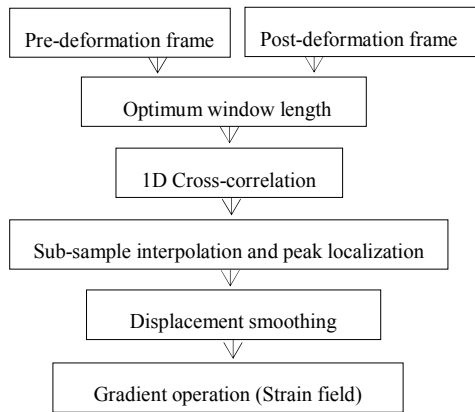 Pre-deformation frame
Post-deformation frame
Optimum window length
1D Cross-correlation
Sub-sample interpolation and peak localization
Displacement smoothing
Gradient operation (Strain field)